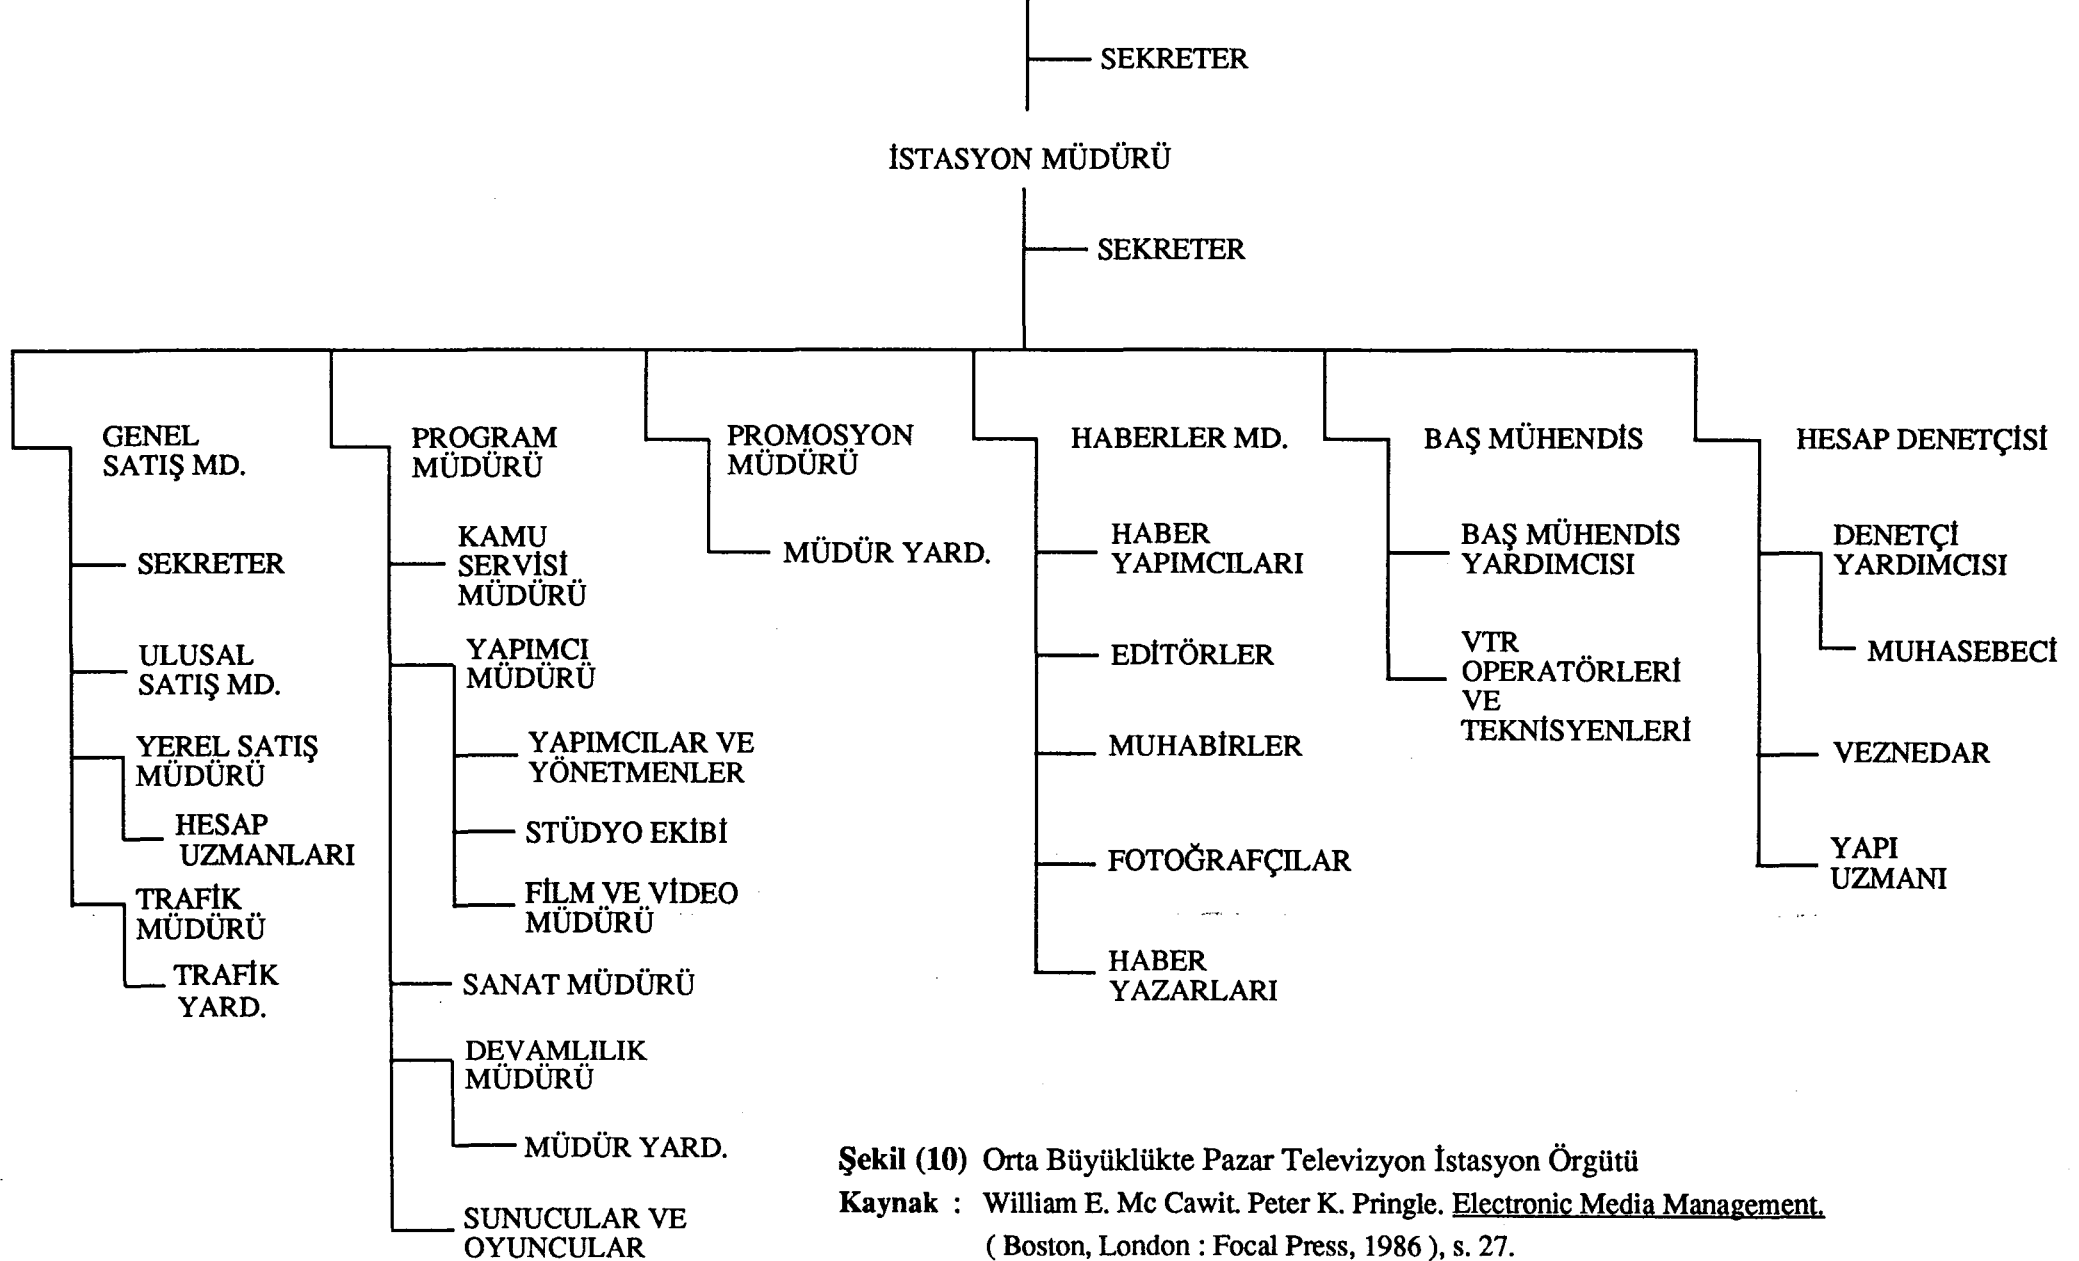 SEKRETER
İSTASYON MÜDÜRÜ
SEKRETER
GENEL
SATIŞ MD.
SEKRETER
ULUSAL
SATIŞ MD.
YEREL SATIŞ
MÜDÜRÜ
HESAP
UZMANLARI
TRAFİK
MÜDÜRÜ
TRAFİK
YARD.
PROGRAM
MÜDÜRÜ
KAMU
SERVİSİ
MÜDÜRÜ
YAPIMCI
MÜDÜRÜ
YAPIMCILAR VE
YÖNETMENLER
STÜDYO EKİBİ
FİLM VE VİDEO
MÜDÜRÜ
SANAT MÜDÜRÜ
DEVAMLILIK
MÜDÜRÜ
MÜDÜR YARD.
SUNUCULAR VE
OYUNCULAR
PROMOSYON
MÜDÜRÜ
MÜDÜR YARD.
HABERLER MD.
HABER
YAPIMCILARI
EDİTÖRLER
MUHABİRLER
FOTOĞRAFÇILAR
HABER
YAZARLARI
BAŞ MÜHENDİS
BAŞ MÜHENDİS
YARDIMCISI
VTR
OPERATÖRLERİ
VE
TEKNİSYENLERİ
HESAP DENETÇİSİ
DENETÇİ
YARDIMCISI
MUHASEBECİ
VEZNEDAR
YAPI
UZMANI
Şekil (10) Orta Büyüklükte Pazar Televizyon İstasyon Örgütü
Kaynak : William E. Mc Cawit. Peter K. Pringle. Electronic Media Management.
( Boston, London : Focal Press, 1986 ), s. 27.